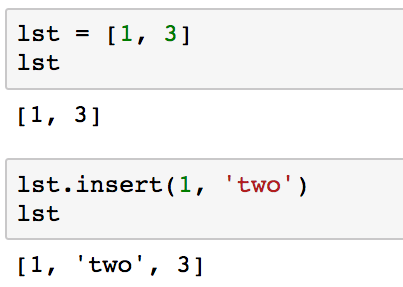 lst = [1, 3]
lst
[1, 3]
lst.insert(1, 'two')
lst
[1, 'two', 3]